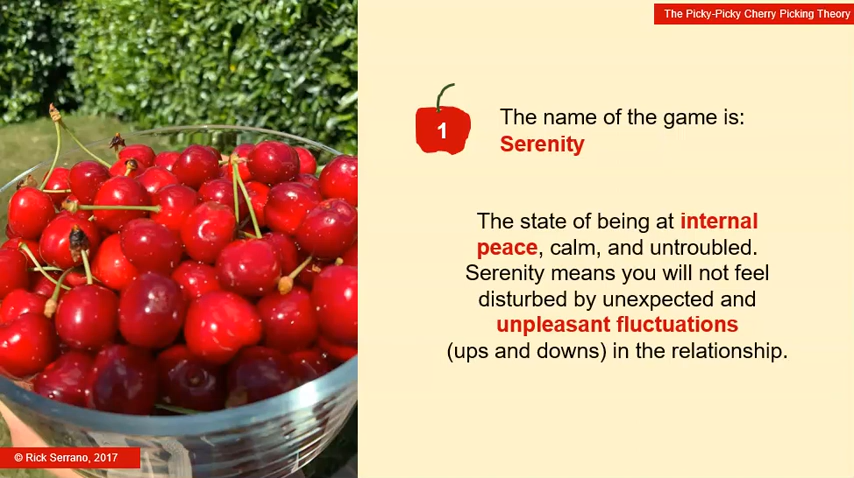 The Picky-Picky Cherry Picking Theory
1
The name of the game is:
Serenity
The state of being at internal
peace, calm, and untroubled.
Serenity means you will not feel
disturbed by unexpected and
unpleasant fluctuations
(ups and downs) in the relationship.
© Rick Serrano, 2017